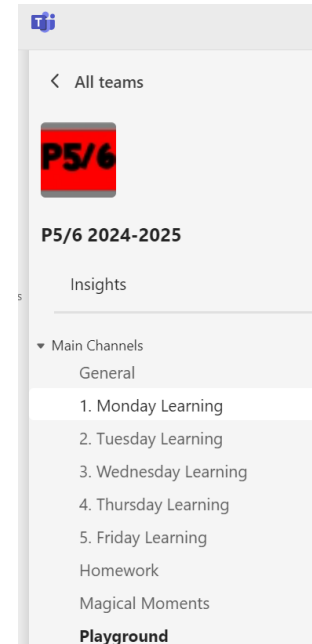 All teams
P5/6
P5/6 2024-2025
Insights
s
Main Channels
General
1. Monday Learning
2. Tuesday Learning
3. Wednesday Learning
4. Thursday Learning
5. Friday Learning
Homework
Magical Moments
Playground